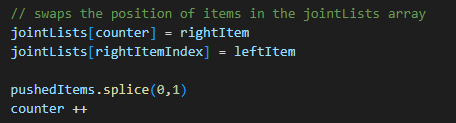 // swaps the position of items in the jointLists array
jointLists[counter] = rightItem
jointLists[rightItemIndex] = leftItem
pushedItems.splice(0,1)
counter ++